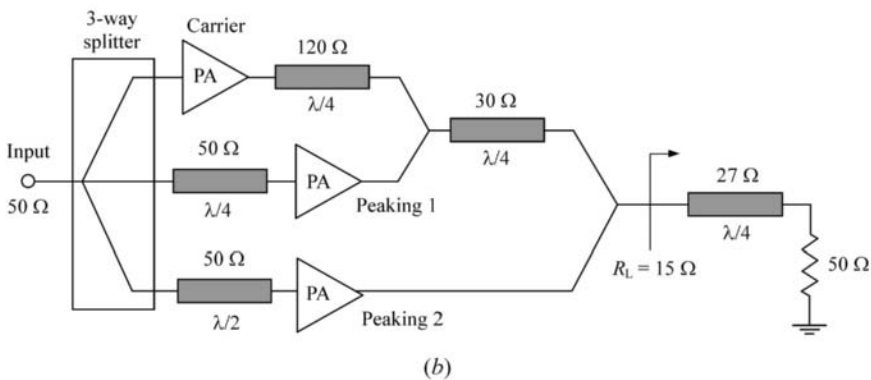 3-way
splitter
Carrier
PA
120 Ω
λ/4
30 Ω
λ/4
Input
50 Ω
50 Ω
λ/4
PA
Peaking 1
27 Ω
λ/4
R_L = 15 Ω
50 Ω
50 Ω
λ/2
PA
Peaking 2
(b)